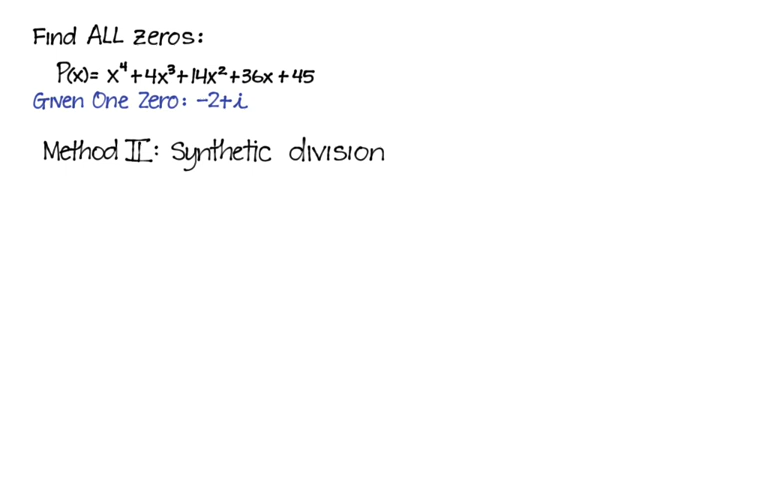 Find ALL zeros:
P(x)= x⁴+4x³+14x²+36x+45
Given One Zero: -2+i
Method II: Synthetic division